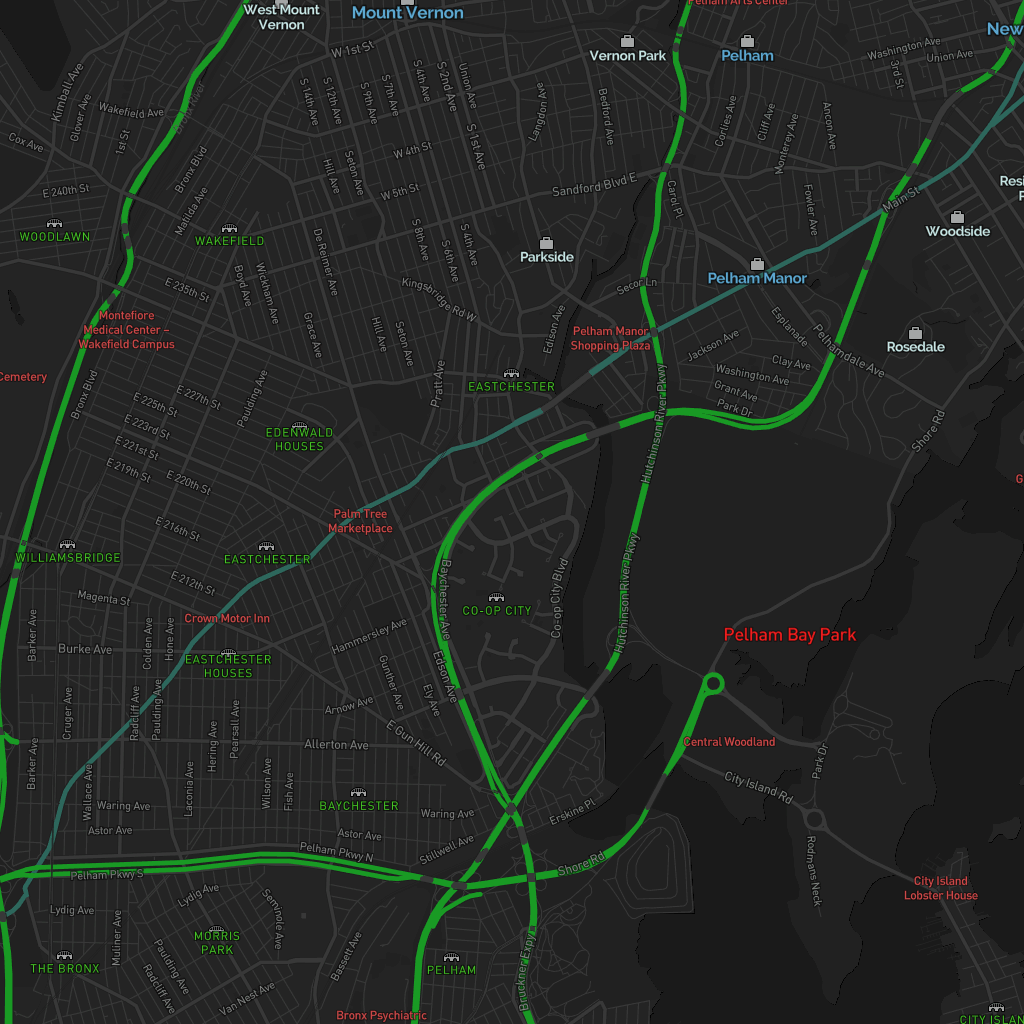 Pelham Arts Center
West Mount
Vernon
Mount Vernon
New
Vernon Park
Pelham
Washington Ave
Union Ave
3rd St
W 1st St
Kimball Ave
Glover Ave
Wakefield Ave
1st St
Cox Ave
S 14th Ave
S 12th Ave
S 9th Ave
S 7th Ave
S 4th Ave
S 2nd Ave
Union Ave
S 1st Ave
Langdon Ave
Bedford Ave
Cortles Ave
Cliff Ave
Monterey Ave
Ancon Ave
Bronx Blvd
Matilda Ave
W 4th St
Hill Ave
Seton Ave
W 5th St
Sandford Blvd E
Carol Pl
Fowler Ave
Main St
E 240th St
WOODLAWN
WAKEFIELD
De Reimer Ave
S 8th Ave
S 6th Ave
S 4th Ave
Parkside
Woodside
Pelham Manor
Boyd Ave
Wickham Ave
E 235th St
Kingsbridge Rd W
Secor Ln
Grace Ave
Hill Ave
Seton Ave
Edison Ave
Montefiore
Medical Center –
Wakefield Campus
Pelham Manor
Shopping Plaza
Esplanade
Pelhamdale Ave
Jackson Ave
Rosedale
Cemetery
Bronx Blvd
EASTCHESTER
Pratt Ave
Clay Ave
Washington Ave
Grant Ave
Park Dr
Hutchinson River Pkwy
Shore Rd
E 227th St
E 225th St
Paulding Ave
E 223rd St
E 221st St
E 219th St
E 220th St
EDENWALD
HOUSES
Palm Tree
Marketplace
E 216th St
WILLIAMSBRIDGE
EASTCHESTER
E 212th St
Magenta St
Barker Ave
Crown Motor Inn
Hammersley Ave
Baychester Ave
CO-OP CITY
Co-op City Blvd
Hutchinson River Pkwy
Pelham Bay Park
Burke Ave
Colden Ave
Hone Ave
EASTCHESTER
HOUSES
Gunther Ave
Ely Ave
Edson Ave
Cruger Ave
Radcliff Ave
Paulding Ave
Pearsall Ave
Hering Ave
Arnow Ave
E Gun Hill Rd
Allerton Ave
Central Woodland
City Island Rd
Park Dr
Barker Ave
Wallace Ave
Laconia Ave
Wilson Ave
Fish Ave
BAYCHESTER
Waring Ave
Waring Ave
Astor Ave
Astor Ave
Erskine Pl
Stillwell Ave
Pelham Pkwy N
Pelham Pkwy S
Shore Rd
Rodmans Neck
City Island
Lobster House
Lydig Ave
Lydig Ave
Seminole Ave
Muliner Ave
MORRIS
PARK
Paulding Ave
Radcliff Ave
Bassett Ave
THE BRONX
PELHAM
Bruckner Expy
Van Nest Ave
Bronx Psychiatric